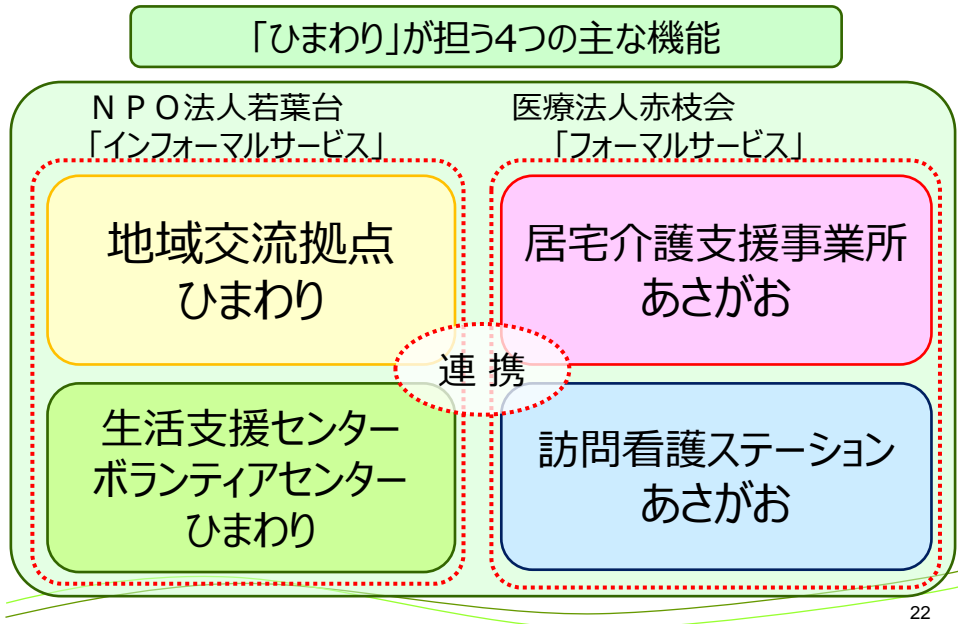 「ひまわり」が担う4つの主な機能
ＮＰＯ法人若葉台
「インフォーマルサービス」
地域交流拠点
ひまわり
生活支援センター
ボランティアセンター
ひまわり
医療法人赤枝会
「フォーマルサービス」
居宅介護支援事業所
あさがお
訪問看護ステーション
あさがお
連 携
22